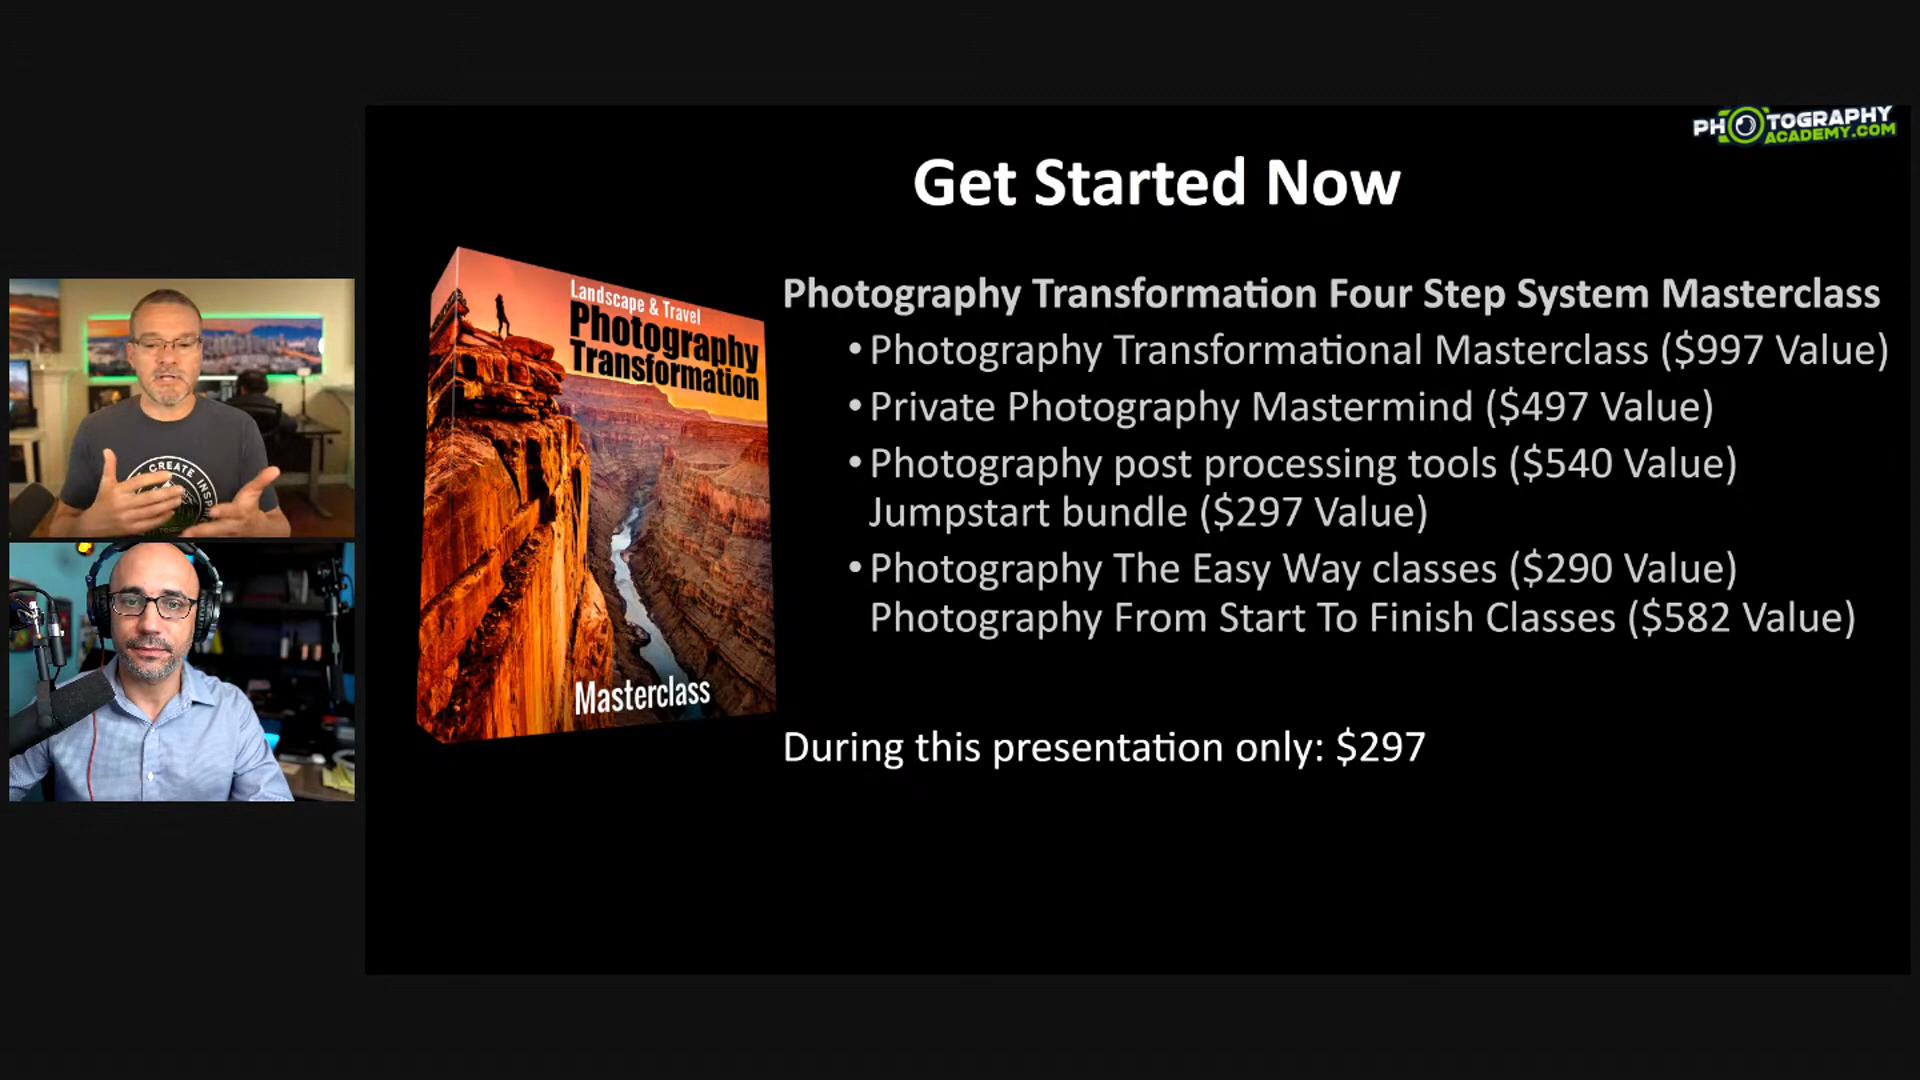 PHOTOGRAPHY
ACADEMY.COM
Get Started Now
Landscape & Travel
Photography
Transformation
Masterclass
Photography Transformation Four Step System Masterclass
•Photography Transformational Masterclass ($997 Value)
•Private Photography Mastermind ($497 Value)
•Photography post processing tools ($540 Value)
Jumpstart bundle ($297 Value)
•Photography The Easy Way classes ($290 Value)
Photography From Start To Finish Classes ($582 Value)
During this presentation only: $297
CREATE INSP